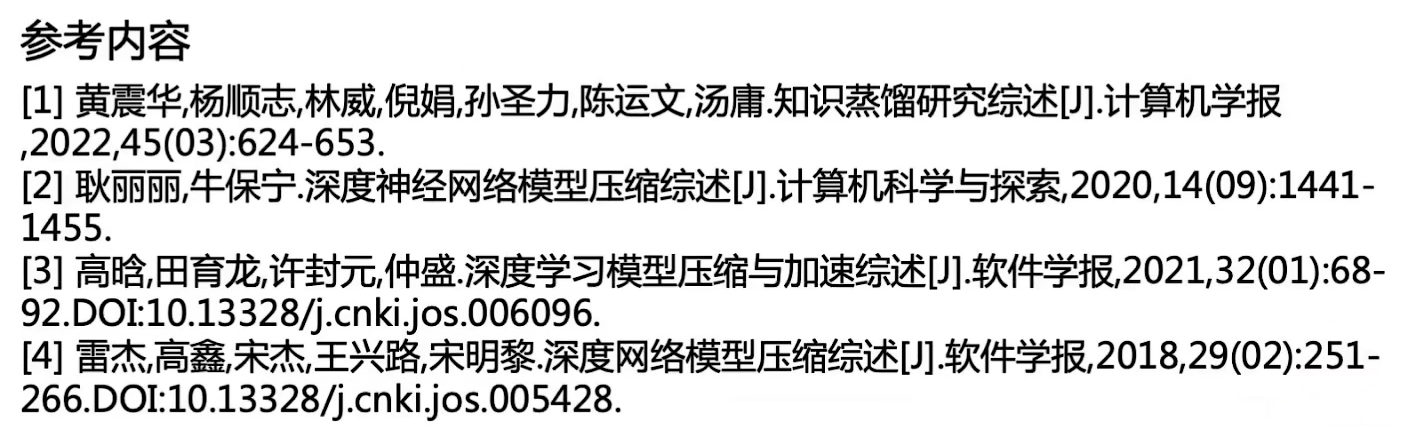 参考内容
[1] 黄震华,杨顺志,林威,倪娟,孙圣力,陈运文,汤庸.知识蒸馏研究综述[J].计算机学报
,2022,45(03):624-653.
[2] 耿丽丽,牛保宁.深度神经网络模型压缩综述[J].计算机科学与探索,2020,14(09):1441-
1455.
[3] 高晗,田育龙,许封元,仲盛.深度学习模型压缩与加速综述[J].软件学报,2021,32(01):68-
92.DOI:10.13328/j.cnki.jos.006096.
[4] 雷杰,高鑫,宋杰,王兴路,宋明黎.深度网络模型压缩综述[J].软件学报,2018,29(02):251-
266.DOI:10.13328/j.cnki.jos.005428.